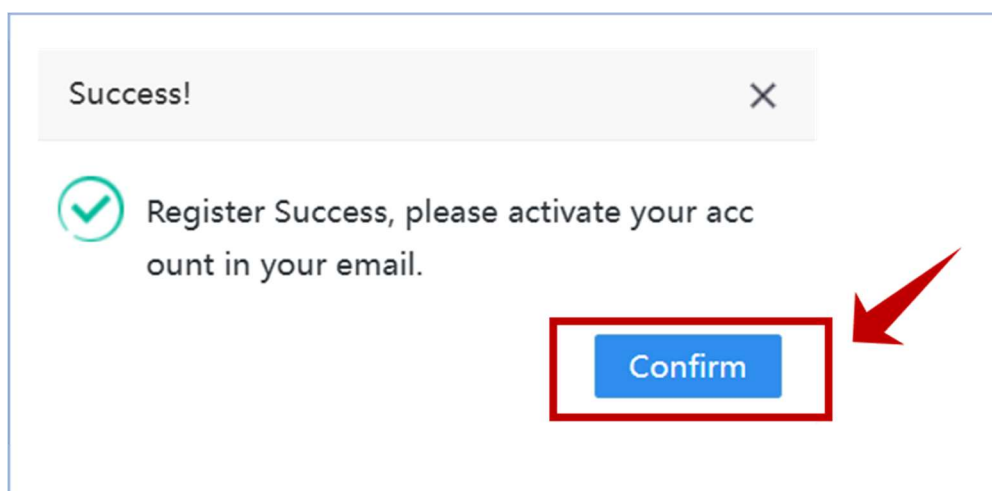 Success!
Register Success, please activate your acc
ount in your email.
Confirm